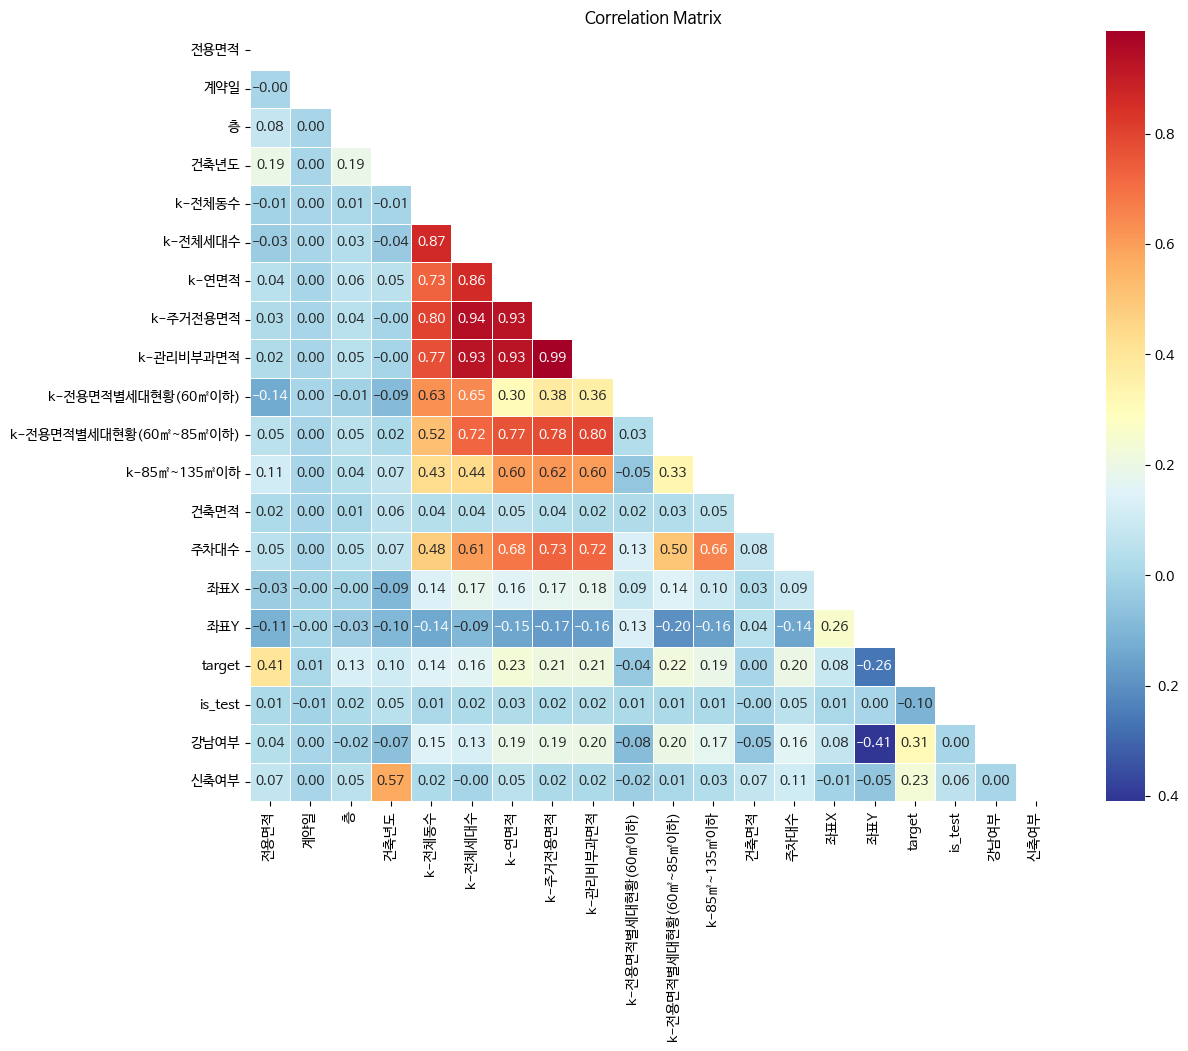 Correlation Matrix
전용면적
계약일 −0.00
층 0.08 0.00
건축년도 0.19 0.00 0.19
k-전체동수 −0.01 0.00 0.01 −0.01
k-전체세대수 −0.03 0.00 0.03 −0.04 0.87
k-연면적 0.04 0.00 0.06 0.05 0.73 0.86
k-주거전용면적 0.03 0.00 0.04 −0.00 0.80 0.94 0.93
k-관리비부과면적 0.02 0.00 0.05 −0.00 0.77 0.93 0.93 0.99
k-전용면적별세대현황(60㎡이하) −0.14 0.00 −0.01 −0.09 0.63 0.65 0.30 0.38 0.36
k-전용면적별세대현황(60㎡~85㎡이하) 0.05 0.00 0.05 0.02 0.52 0.72 0.77 0.78 0.80 0.03
k-85㎡~135㎡이하 0.11 0.00 0.04 0.07 0.43 0.44 0.60 0.62 0.60 −0.05 0.33
건축면적 0.02 0.00 0.01 0.06 0.04 0.04 0.05 0.04 0.02 0.02 0.03 0.05
주차대수 0.05 0.00 0.05 0.07 0.48 0.61 0.68 0.73 0.72 0.13 0.50 0.66 0.08
좌표X −0.03 −0.00 −0.00 −0.09 0.14 0.17 0.16 0.17 0.18 0.09 0.14 0.10 0.03 0.09
좌표Y −0.11 −0.00 −0.03 −0.10 −0.14 −0.09 −0.15 −0.17 −0.16 0.13 −0.20 −0.16 0.04 −0.14 0.26
target 0.41 0.01 0.13 0.10 0.14 0.16 0.23 0.21 0.21 −0.04 0.22 0.19 0.00 0.20 0.08 −0.26
is_test 0.01 −0.01 0.02 0.05 0.01 0.02 0.03 0.02 0.02 0.01 0.01 0.01 −0.00 0.05 0.01 0.00 −0.10
강남여부 0.04 0.00 −0.02 −0.07 0.15 0.13 0.19 0.19 0.20 −0.08 0.20 0.17 −0.05 0.16 0.08 −0.41 0.31 0.00
신축여부 0.07 0.00 0.05 0.57 0.02 −0.00 0.05 0.02 0.02 −0.02 0.01 0.03 0.07 0.11 −0.01 −0.05 0.23 0.06 0.00
전용면적
계약일
층
건축년도
k-전체동수
k-전체세대수
k-연면적
k-주거전용면적
k-관리비부과면적
k-전용면적별세대현황(60㎡이하)
k-전용면적별세대현황(60㎡~85㎡이하)
k-85㎡~135㎡이하
건축면적
주차대수
좌표X
좌표Y
target
is_test
강남여부
신축여부
0.8
0.6
0.4
0.2
0.0
0.2
0.4